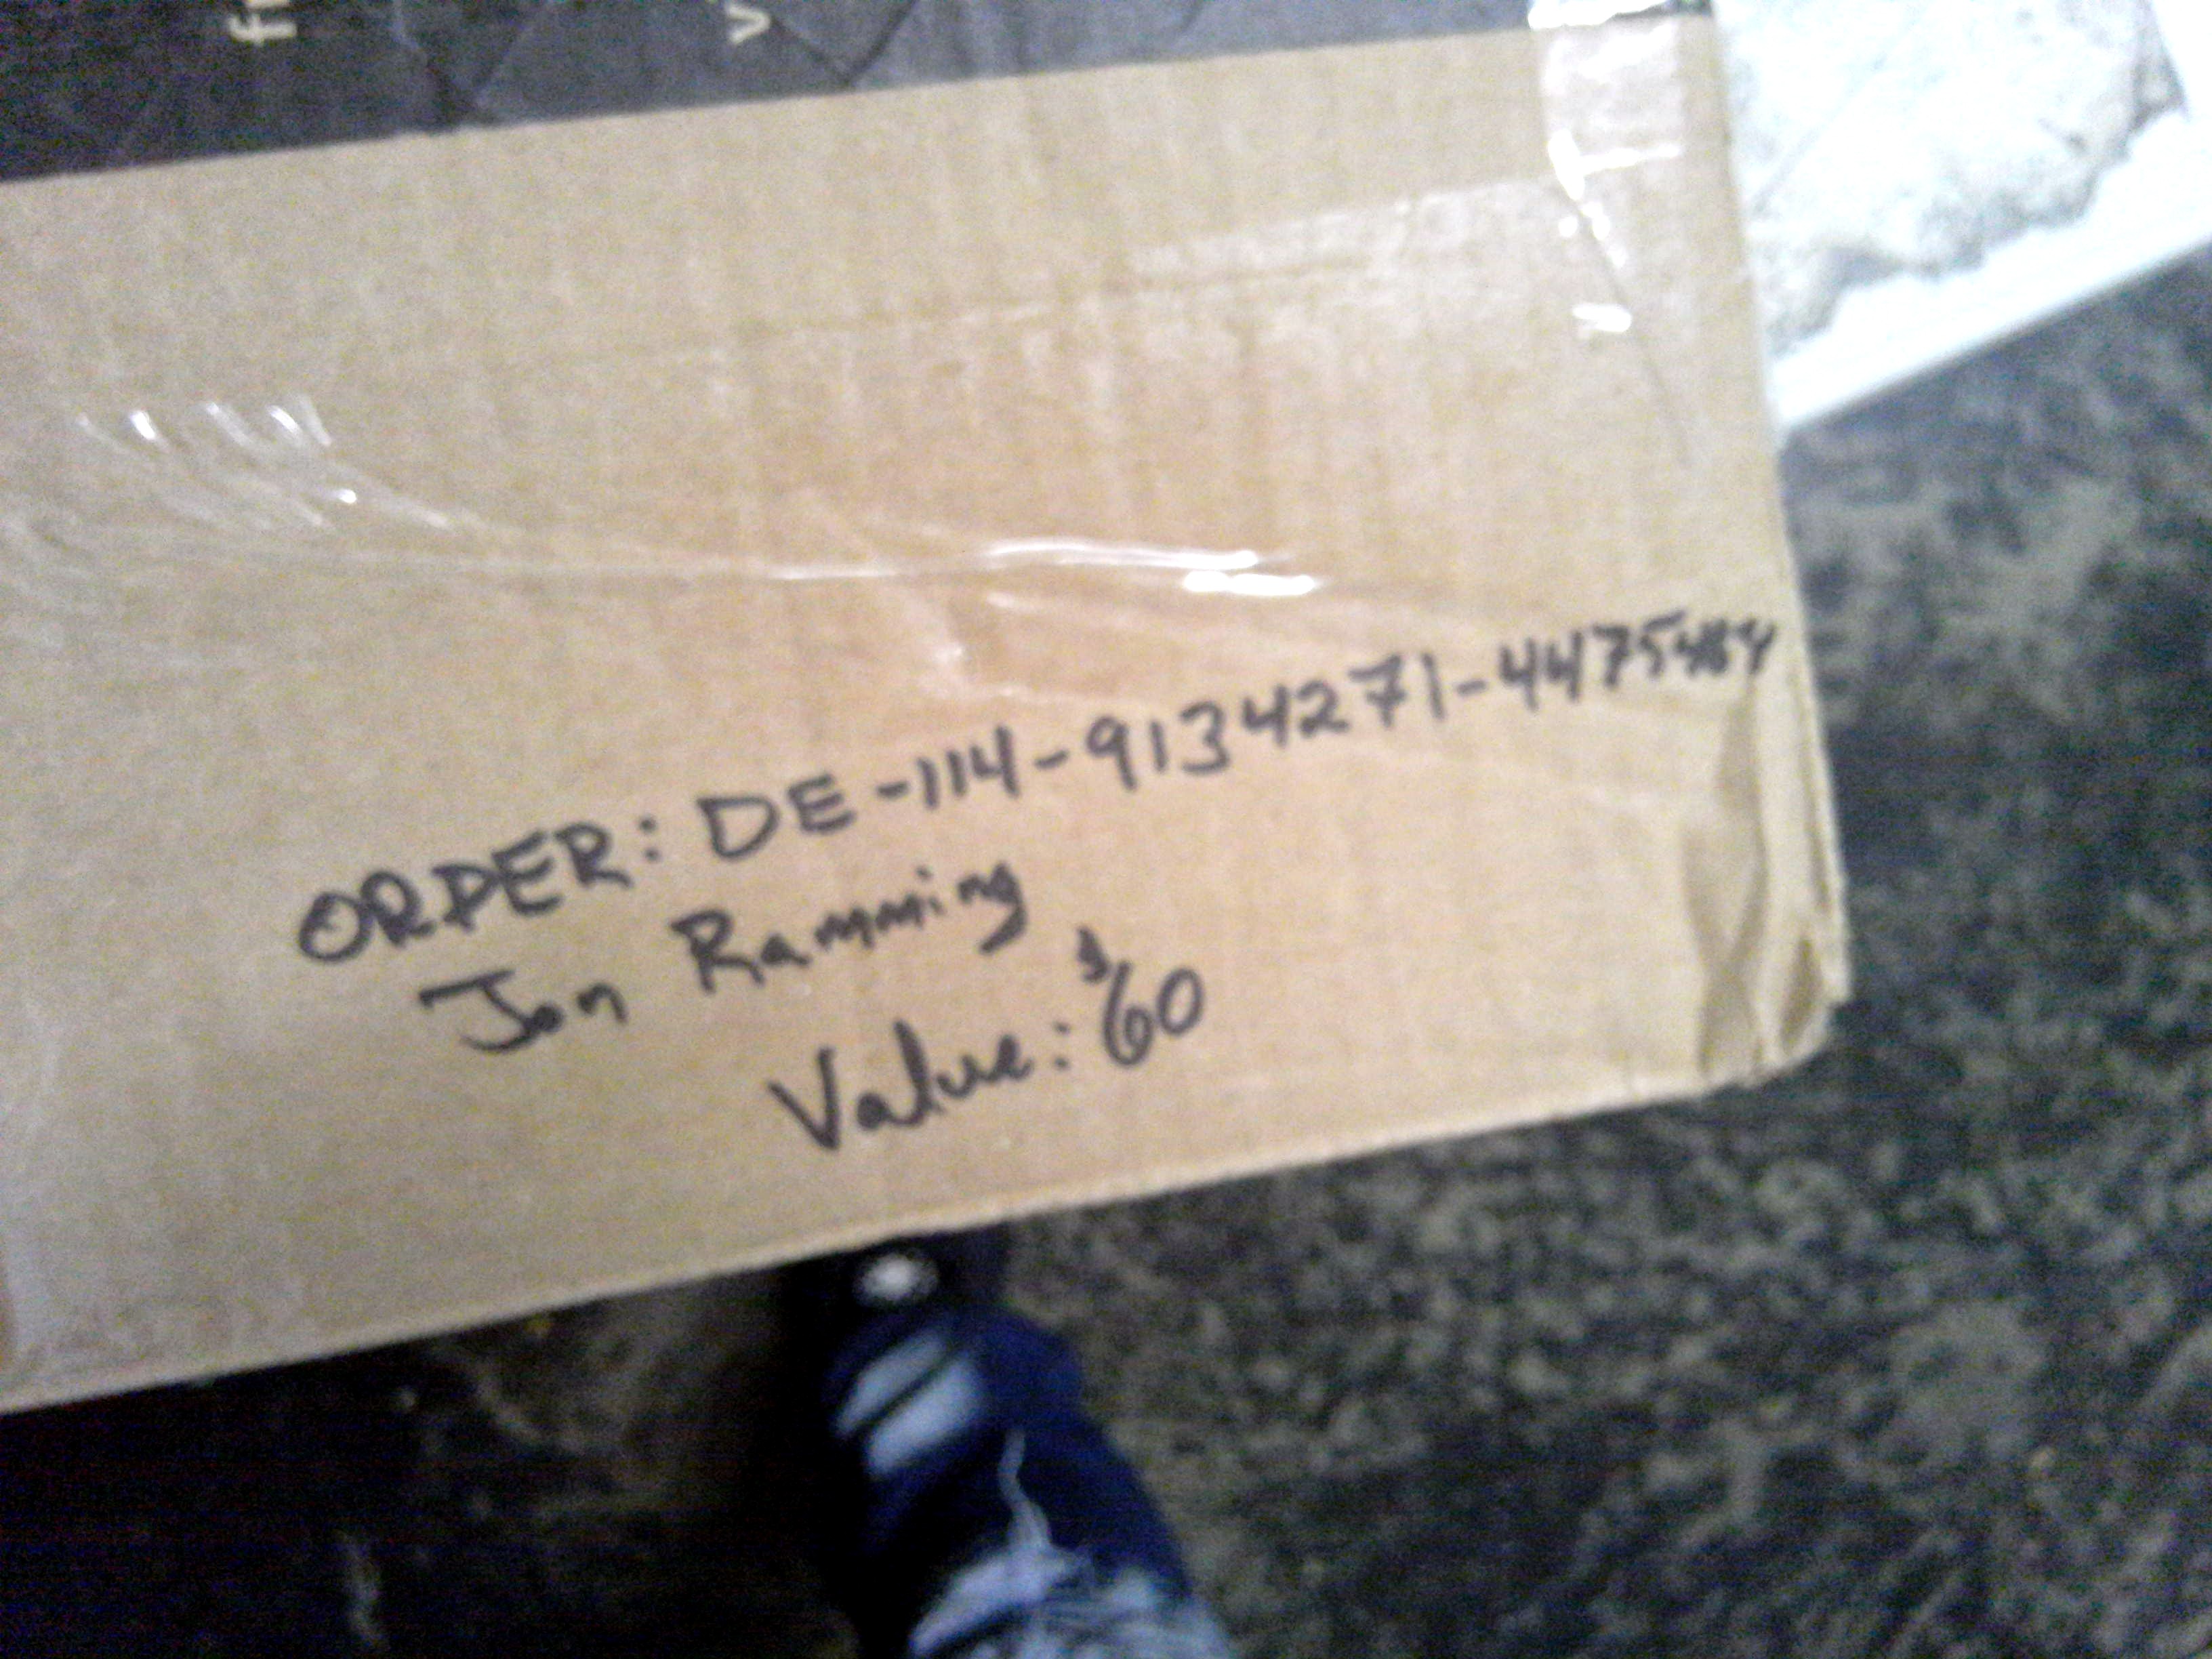 ORDER: DE-114-9134271-4475484
Jon Ramming
Value: $60